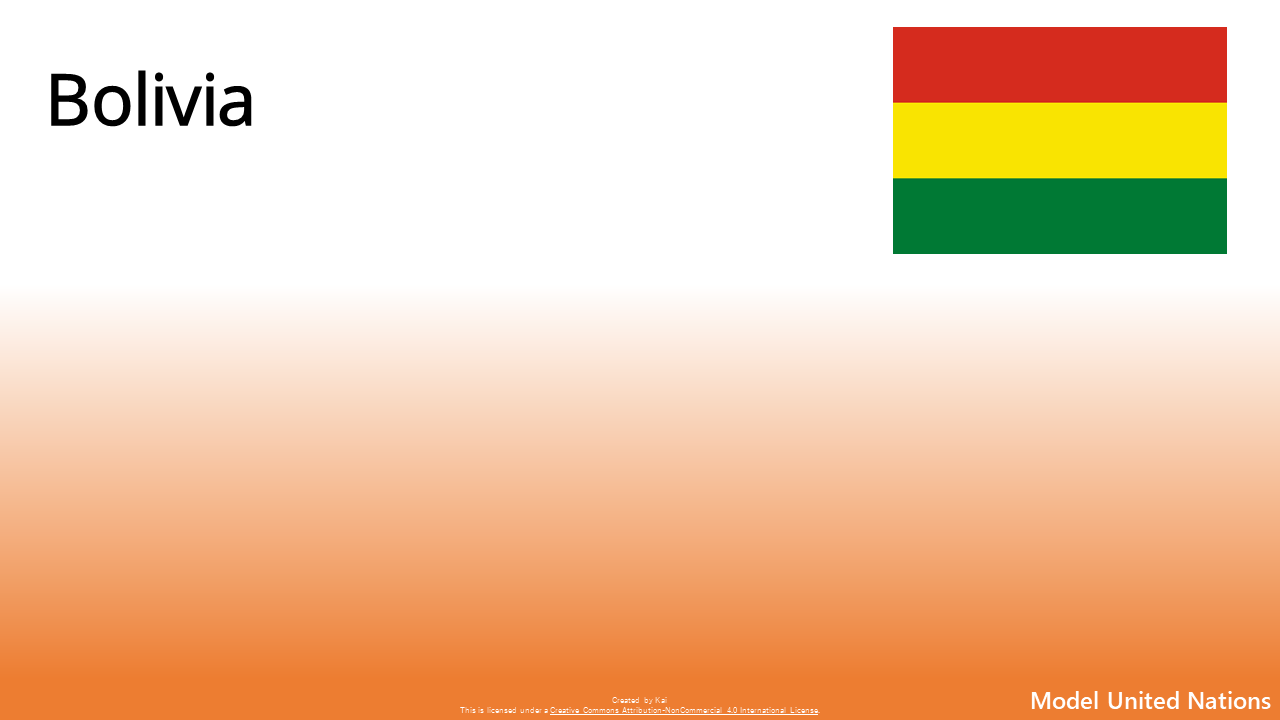 Bolivia
Created by Kai
This is licensed under a Creative Commons Attribution-NonCommercial 4.0 International License.
Model United Nations